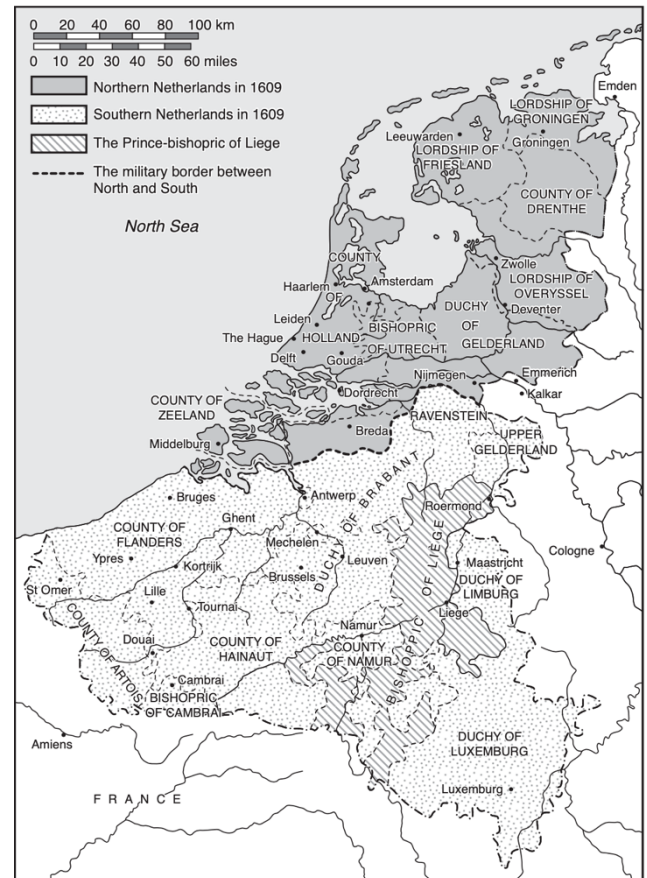 0 20 40 60 80 100 km
0 10 20 30 40 50 60 miles
Northern Netherlands in 1609
Southern Netherlands in 1609
The Prince-bishopric of Liege
The military border between
North and South
North Sea
Emden
LORDSHIP OF
GRONINGEN
Groningen
Leeuwarden
LORDSHIP OF
FRIESLAND
COUNTY OF
DRENTHE
COUNTY
OF
HOLLAND
Haarlem
Amsterdam
Zwolle
LORDSHIP OF
OVERYSSEL
Deventer
Leiden
The Hague
Delft
Gouda
BISHOPRIC
OF UTRECHT
DUCHY
OF
GELDERLAND
Nijmegen
Emmerich
Kalkar
Dordrecht
COUNTY OF
ZEELAND
Middelburg
Breda
RAVENSTEIN
UPPER
GELDERLAND
Bruges
Antwerp
DUCHY OF BRABANT
Roermond
COUNTY OF
FLANDERS
Ghent
Mechelen
Ypres
Kortrijk
Brussels
Leuven
Cologne
Maastricht
DUCHY OF
LIMBURG
St Omer
Lille
Tournai
Liege
BISHOPRIC OF LIÈGE
COUNTY OF ARTOIS
Douai
COUNTY OF
HAINAUT
Namur
COUNTY
OF NAMUR
Cambrai
BISHOPRIC
OF CAMBRAI
Amiens
DUCHY OF
LUXEMBURG
Luxemburg
FRANCE